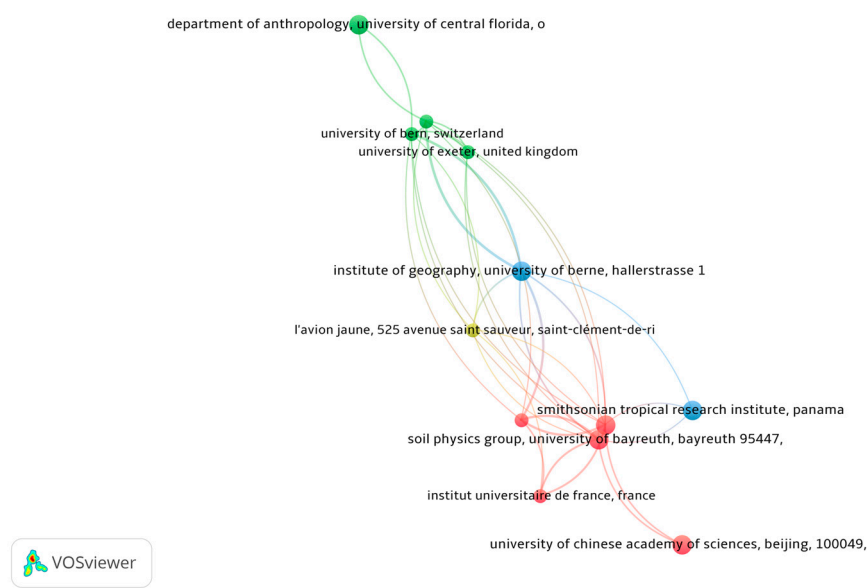 department of anthropology, university of central florida, o
university of bern, switzerland
university of exeter, united kingdom
institute of geography, university of berne, hallerstrasse 1
l'avion jaune, 525 avenue saint sauveur, saint-clément-de-ri
smithsonian tropical research institute, panama
soil physics group, university of bayreuth, bayreuth 95447,
institut universitaire de france, france
university of chinese academy of sciences, beijing, 100049,
VOSviewer